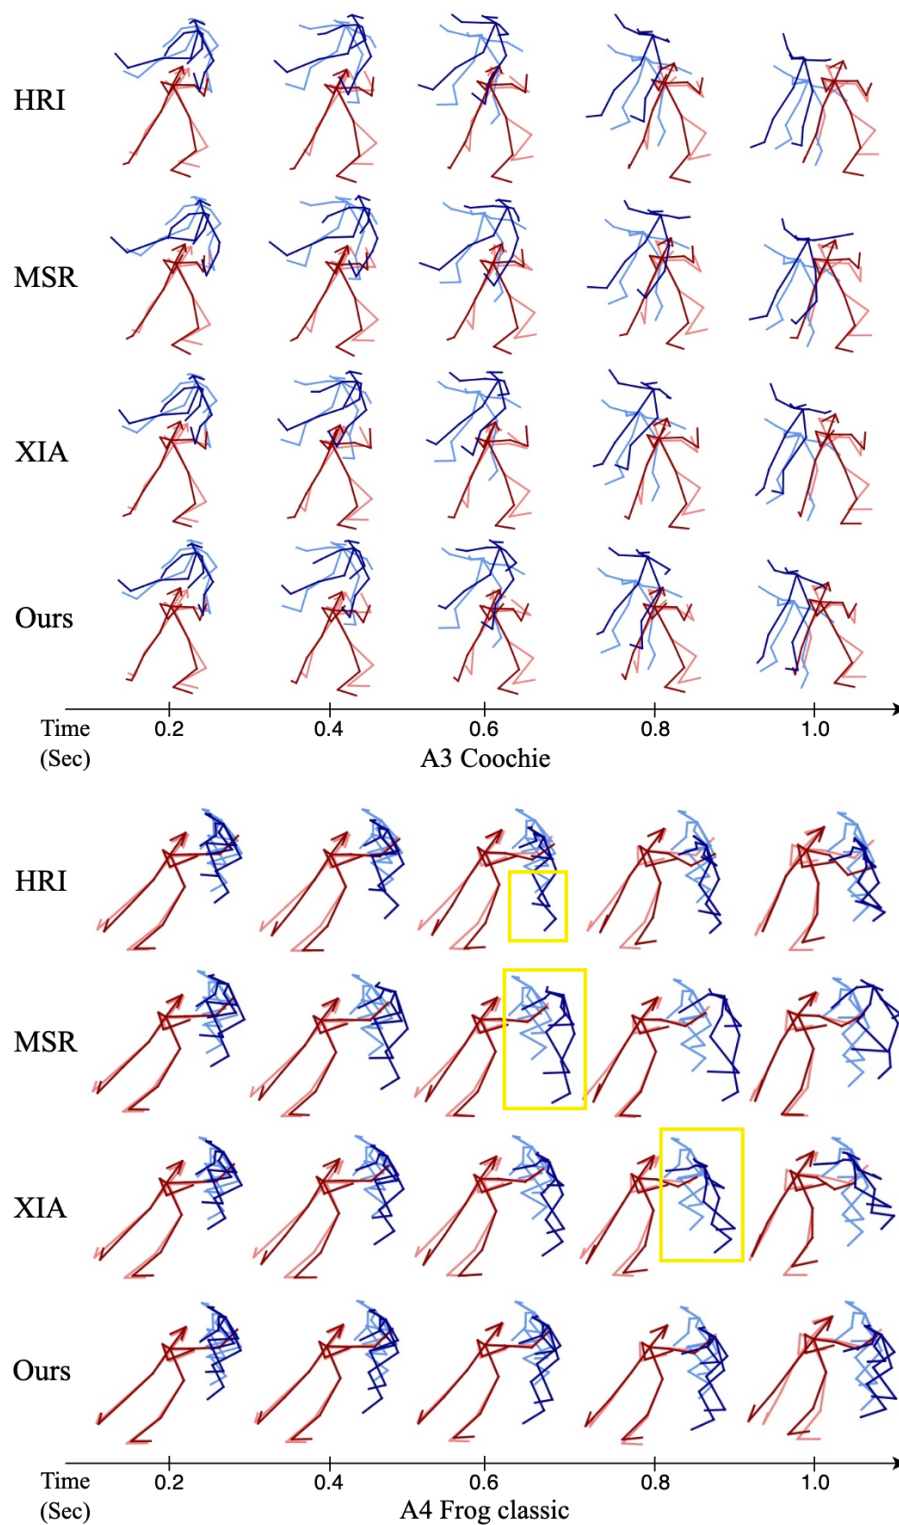 HRI
MSR
XIA
Ours
Time
(Sec)
0.2 0.4 0.6 0.8 1.0
A3 Coochie
HRI
MSR
XIA
Ours
Time
(Sec)
0.2 0.4 0.6 0.8 1.0
A4 Frog classic